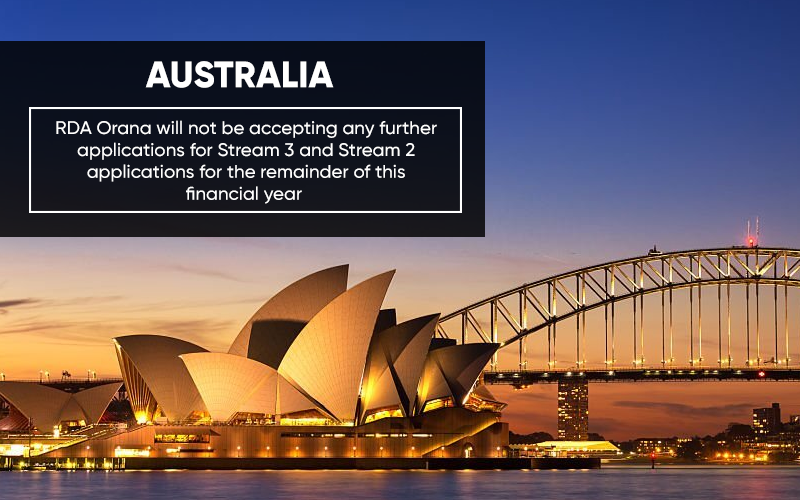 AUSTRALIA
RDA Orana will not be accepting any further
applications for Stream 3 and Stream 2
applications for the remainder of this
financial year